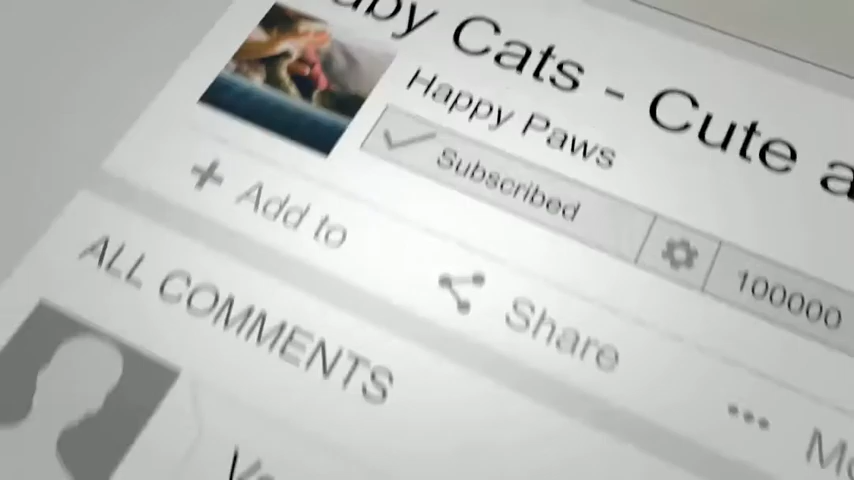 Cats - Cute
Happy Paws
Subscribed
100000
Add to
Share
ALL COMMENTS